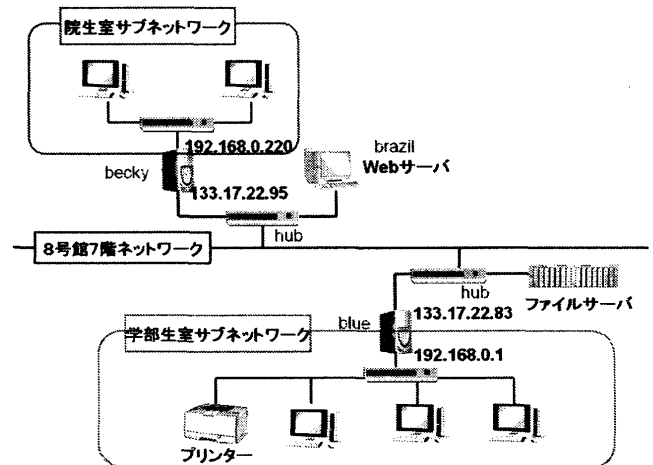 院生室サブネットワーク
192.168.0.220
becky
133.17.22.95
brazil
Webサーバ
hub
8号館7階ネットワーク
hub
ファイルサーバ
blue
133.17.22.83
学部生室サブネットワーク
192.168.0.1
プリンター